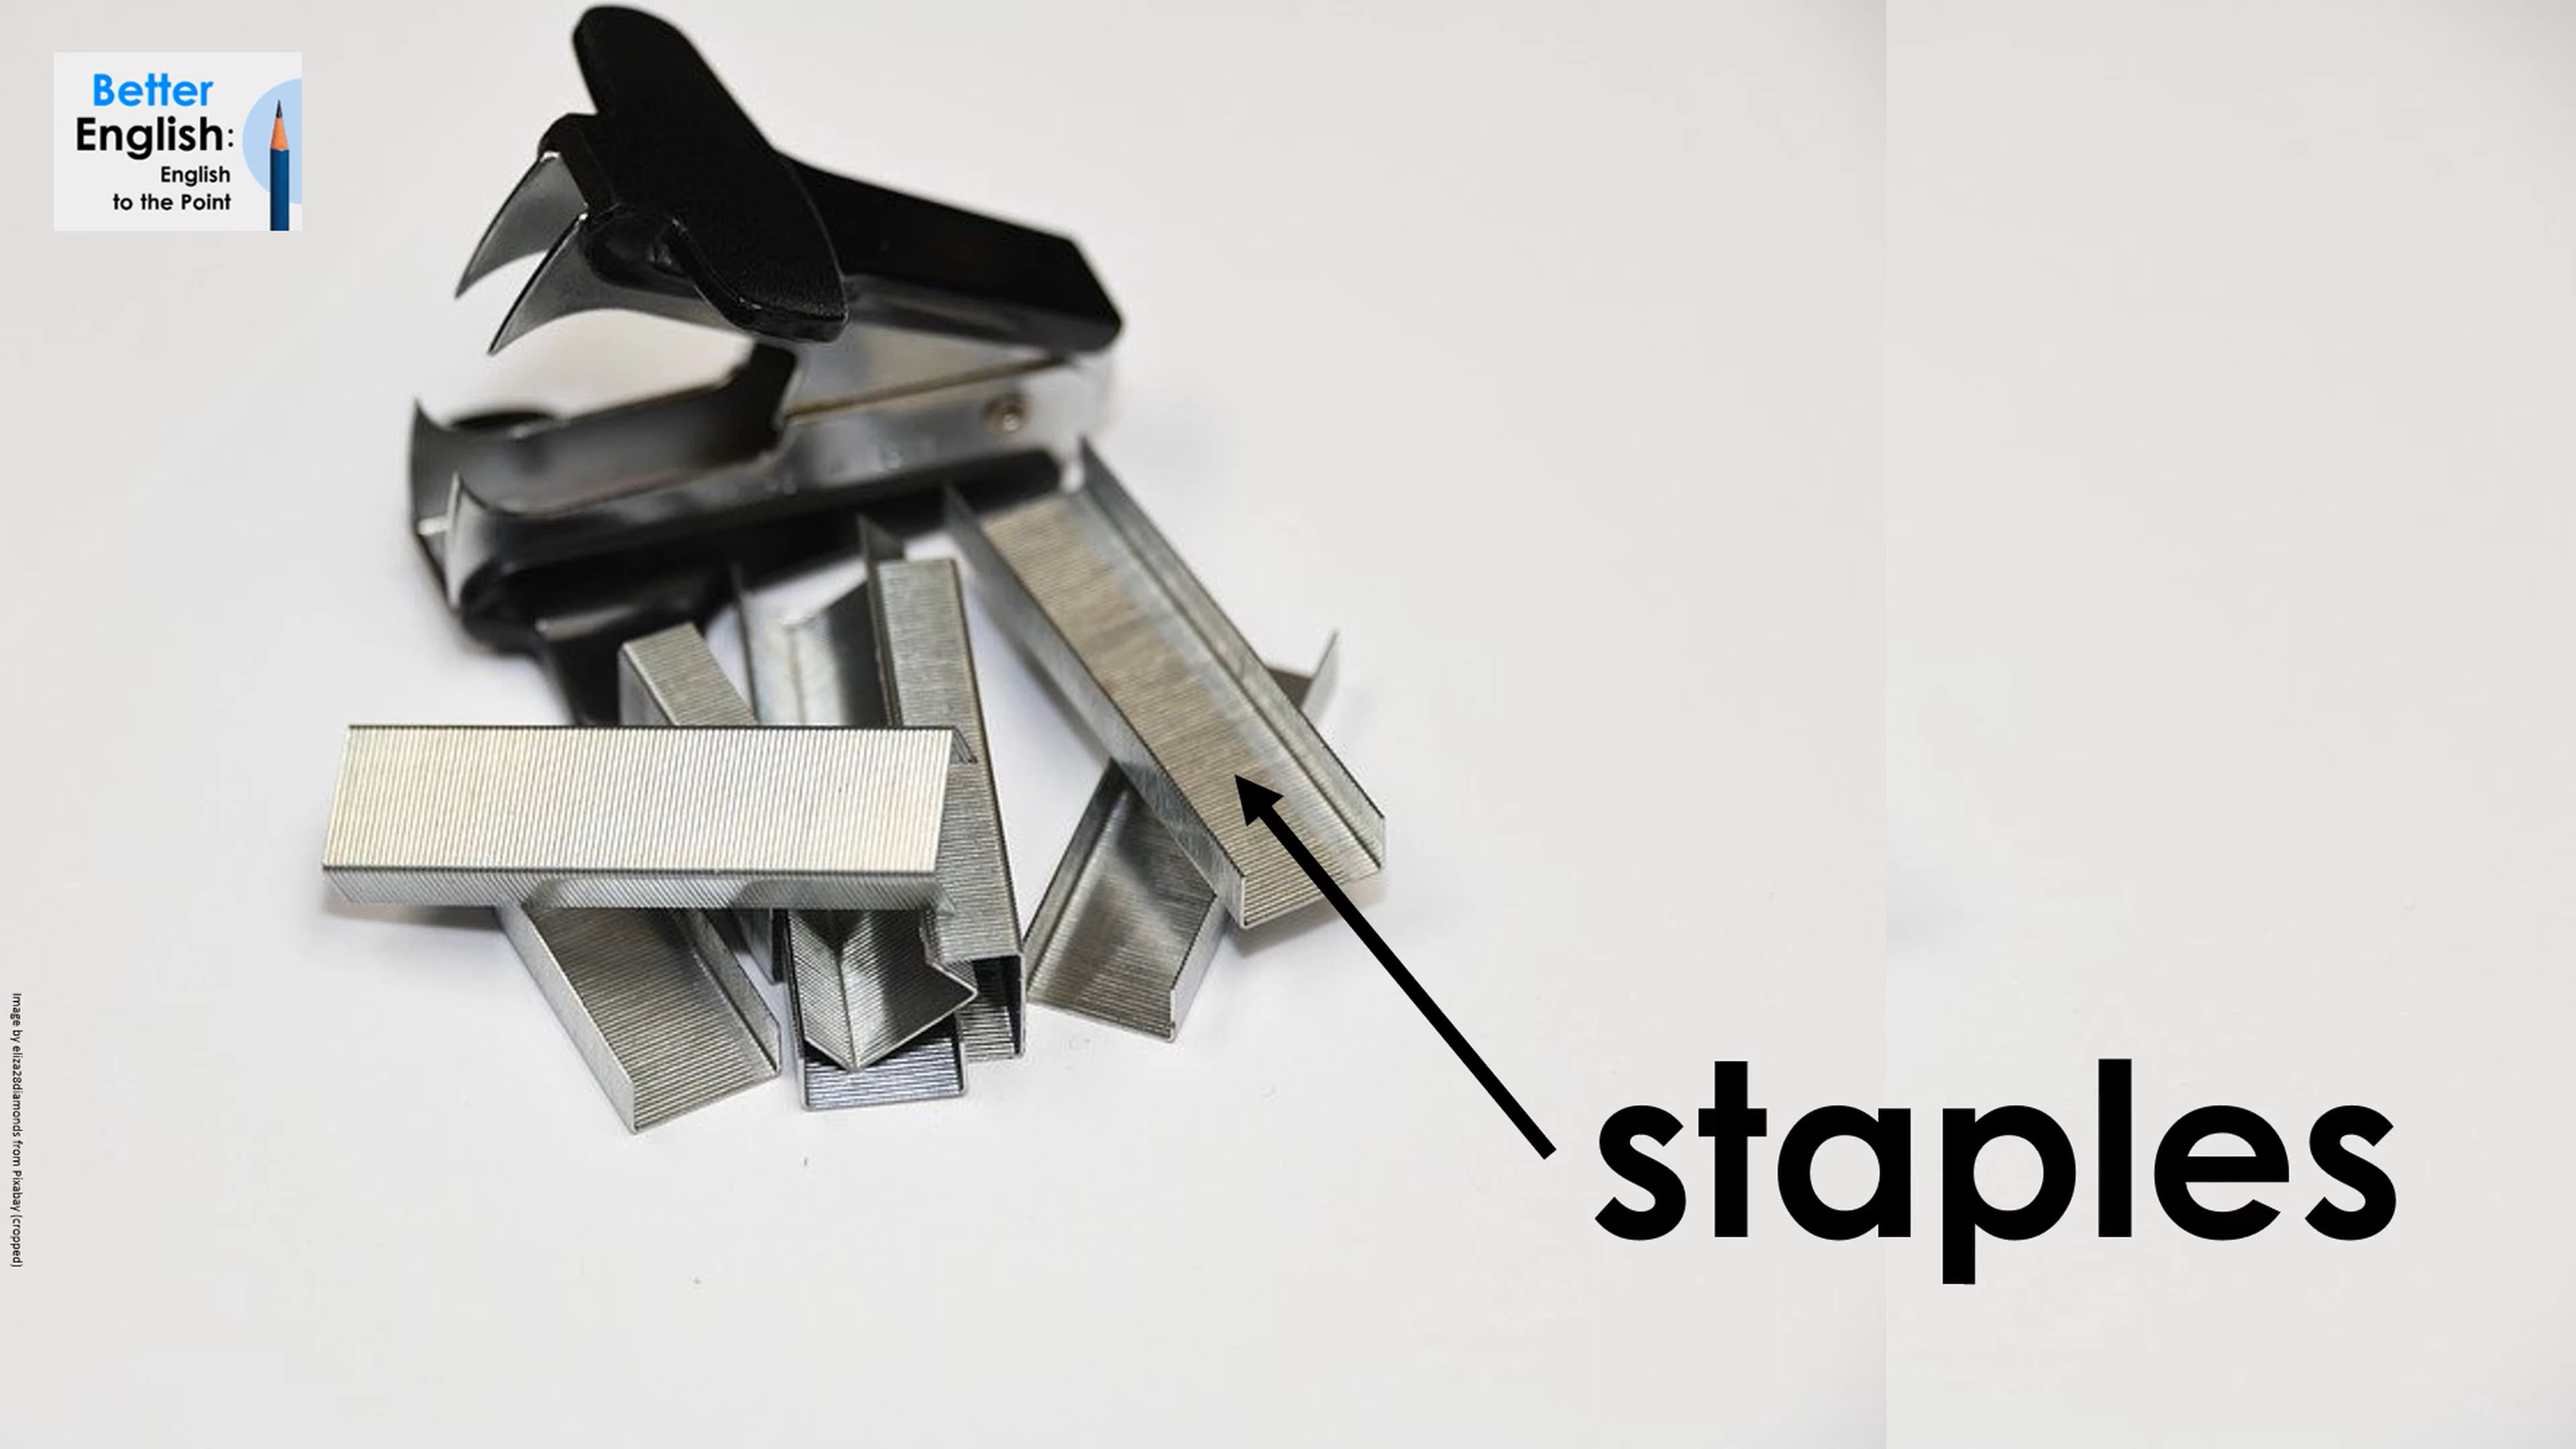 Better
English:
English
to the Point
staples
Image by eliza28diamonds from Pixabay (cropped)